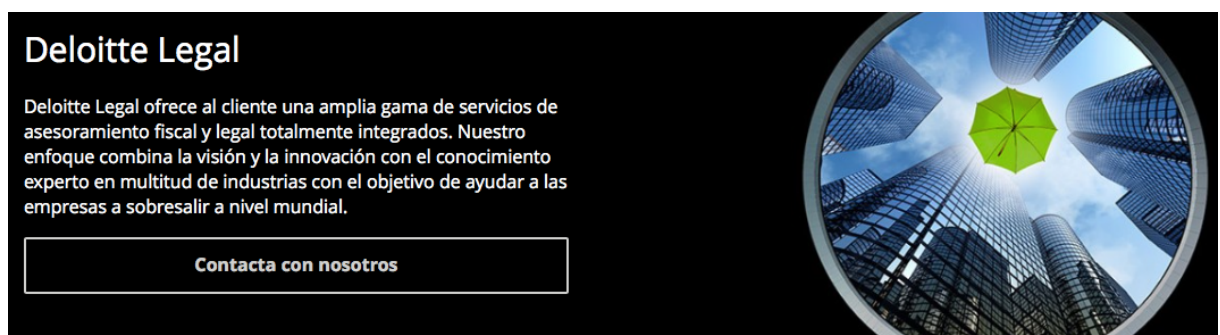 Deloitte Legal
Deloitte Legal ofrece al cliente una amplia gama de servicios de
asesoramiento fiscal y legal totalmente integrados. Nuestro
enfoque combina la visión y la innovación con el conocimiento
experto en multitud de industrias con el objetivo de ayudar a las
empresas a sobresalir a nivel mundial.
Contacta con nosotros